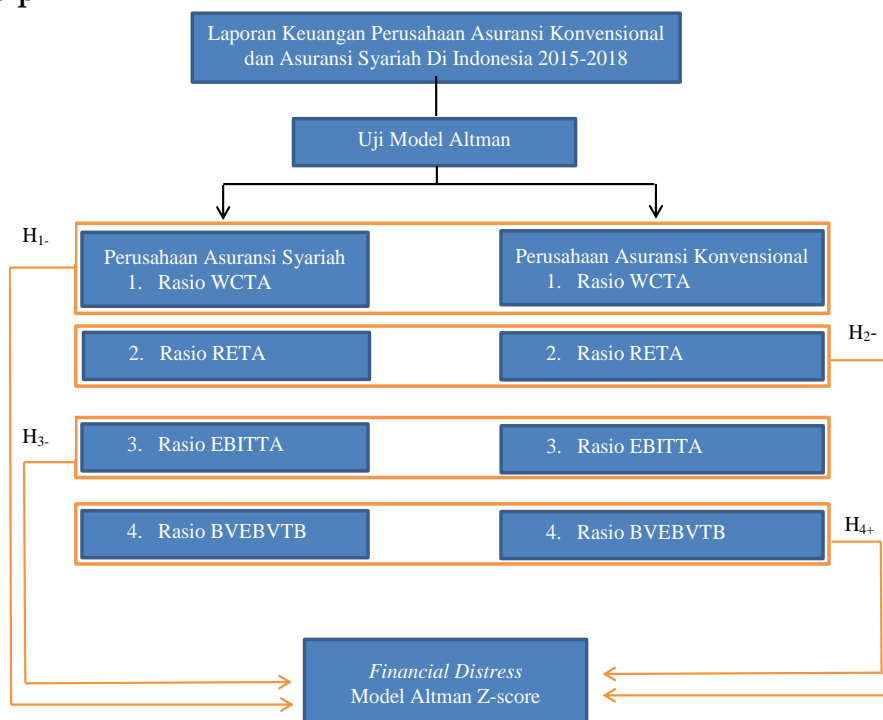 Laporan Keuangan Perusahaan Asuransi Konvensional
dan Asuransi Syariah Di Indonesia 2015-2018
Uji Model Altman
H1-
Perusahaan Asuransi Syariah
1. Rasio WCTA
Perusahaan Asuransi Konvensional
1. Rasio WCTA
2. Rasio RETA
2. Rasio RETA
H2-
H3-
3. Rasio EBITTA
3. Rasio EBITTA
4. Rasio BVEBVTB
4. Rasio BVEBVTB
H4+
Financial Distress
Model Altman Z-score